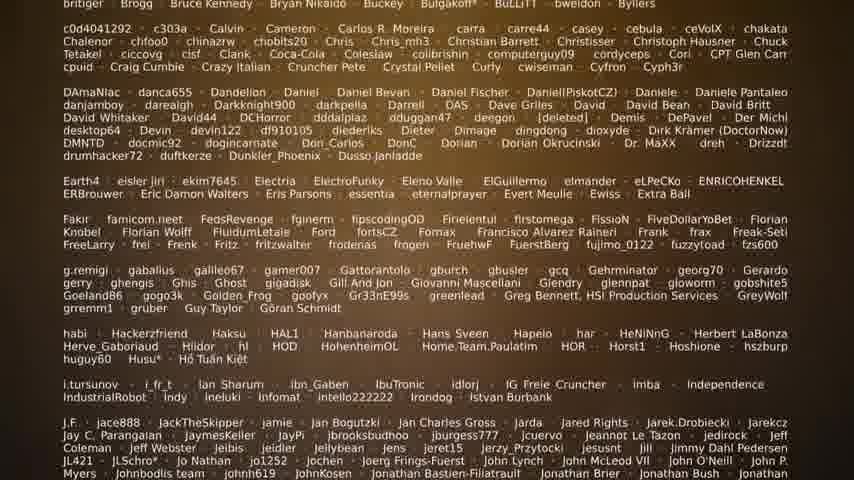 britiger · Brogg · Bruce Kennedy · Bryan Nikaido · Buckey · Bulgakoff* · BuLLiTT · bweldon · Byllers
c0d4041292 · c303a · Calvin · Cameron · Carlos R. Moreira · carra · carre44 · casey · cebula · ceVoIX · chakata
Chalenor · chfoo0 · chinazrw · chobits20 · Chris · Chris_mh3 · Christian Barrett · Christisser · Christoph Hausner · Chuck
Tetakel · ciccovg · cisf · Clank · Coca-Cola · Coleslaw · colibrishin · computerguy09 · cordyceps · Cori · CPT Glen Carr
cpuid · Craig Cumbie · Crazy Italian · Cruncher Pete · Crystal Pellet · Curly · cwiseman · Cyfron · Cyph3r
DAmaNIac · danca655 · Dandelion · Daniel · Daniel Bevan · Daniel Fischer · Daniel(PiskotCZ) · Daniele · Daniele Pantaleo
danjamboy · darealgh · Darkknight900 · darkpella · Darrell · DAS · Dave Griles · David · David Bean · David Britt
David Whitaker · David44 · DCHorror · dddalplaz · dduggan47 · deegon · [deleted] · Demis · DePavel · Der Michl
desktop64 · Devin · devin122 · df910105 · diederiks · Dieter · Dimage · dingdong · dioxyde · Dirk Krämer (DoctorNow)
DMNTD · docmic92 · dogincarnate · Don_Carlos · DonC · Dorian · Dorian Okrucinski · Dr. MaXX · dreh · Drizzdt
drumhacker72 · duftkerze · Dunkler_Phoenix · Dusso Janladde
Earth4 · eisler jiri · ekim7645 · Electria · ElectroFunky · Eleno Valle · ElGuillermo · elmander · eLPeCKo · ENRICOHENKEL
ERBrouwer · Eric Damon Walters · Eris Parsons · essentia · eternalprayer · Evert Meulie · Ewiss · Extra Ball
Fakir · famicom.neet · FedsRevenge · fginerm · fipscodingOD · Firielentul · firstomega · FissioN · FiveDollarYoBet · Florian
Knobel · Florian Wolff · FluidumLetale · Ford · fortsCZ · Fornax · Francisco Alvarez Raineri · Frank · frax · Freak-Seti
FreeLarry · frei · Frenk · Fritz · fritzwalter · frodenas · frogen · FruehwF · FuerstBerg · fujimo_0122 · fuzzytoad · fzs600
g.remigi · gabalius · galileo67 · gamer007 · Gattorantolo · gburch · gbusler · gcq · Gehrminator · georg70 · Gerardo
gerry · ghengis · Ghis · Ghost · gigadisk · Gill And Jon · Giovanni Mascellani · Glendry · glennpat · gloworm · gobshite5
Goeland86 · gogo3k · Golden_Frog · goofyx · Gr33nE99s · greenlead · Greg Bennett, HSI Production Services · GreyWolf
grremm1 · gruber · Guy Taylor · Göran Schmidt
habi · Hackerzfriend · Haksu · HAL1 · Hanbanaroda · Hans Sveen · Hapeio · har · HeNiNnG · Herbert LaBonza
Herve_Gaboriaud · Hiidor · hl · HOD · HohenheimOL · Home.Team.Paulatim · HOR · Horst1 · Hoshione · hszburp
huguy60 · Husu* · Hồ Tuấn Kiệt
i.tursunov · i_fr_t · Ian Sharum · Ibn_Gaben · IbuTronic · idlorj · IG Freie Cruncher · imba · Independence
IndustrialRobot · Indy · ineluki · Infomat · intello222222 · Irondog · Istvan Burbank
J.F. · jace888 · JackTheSkipper · jamie · Jan Bogutzki · Jan Charles Gross · Jarda · Jared Rights · Jarek.Drobiecki · Jarekcz
Jay C. Parangalan · JaymesKeller · JayPi · jbrooksbudhoo · jburgess777 · jcuervo · Jeannot Le Tazon · jedirock · Jeff
Coleman · Jeff Webster · Jeibis · jeidler · Jellybean · Jens · jeret15 · Jerzy_Przytocki · jesusnt · Jill · Jimmy Dahl Pedersen
JL421 · JLSchro* · Jo Nathan · jo1252 · Jochen · Joerg Frings-Fuerst · John Lynch · John McLeod VII · John O'Neill · John P.
Myers · Johnbodlis team · johnh619 · JohnKosen · Jonathan Bastien-Filiatrault · Jonathan Brier · Jonathan Bush · Jonathan